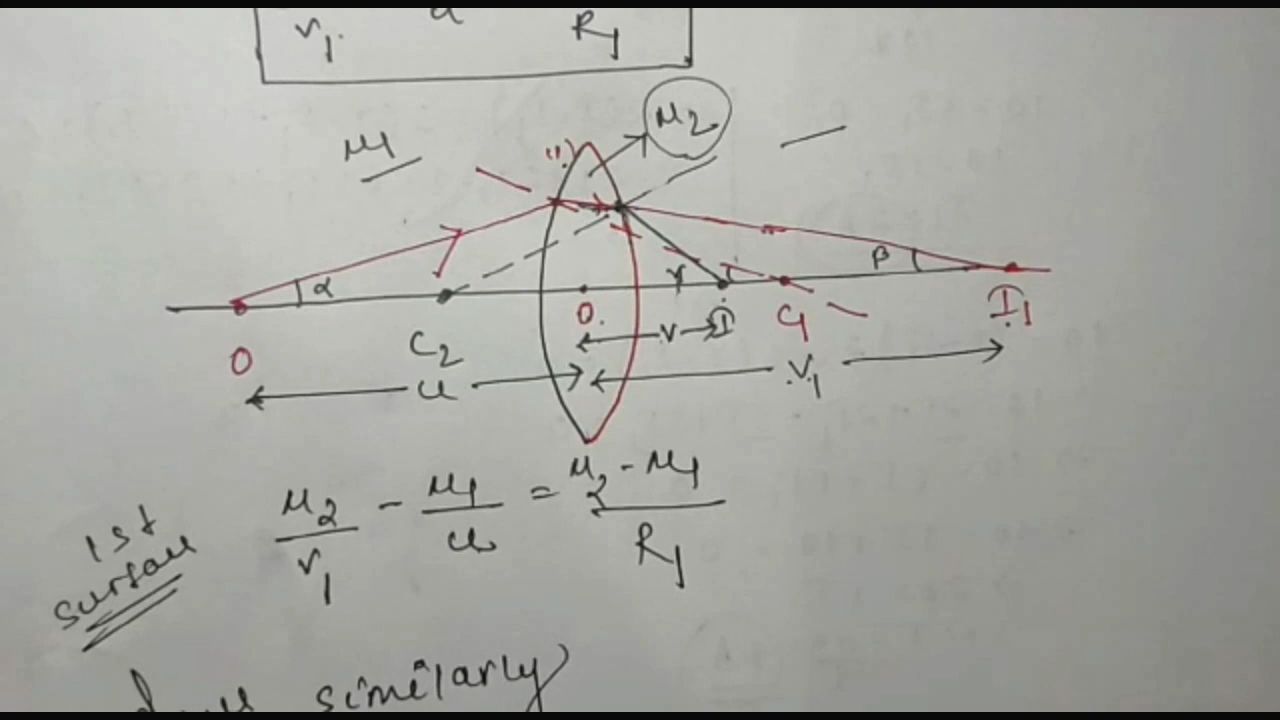 v₁ R₁
μ₁ μ₂
α γ β
O C₂ O I C₁ I₁
u v v₁
1st surface μ₂/v₁ - μ₁/u = μ₂ - μ₁/R₁
similarly